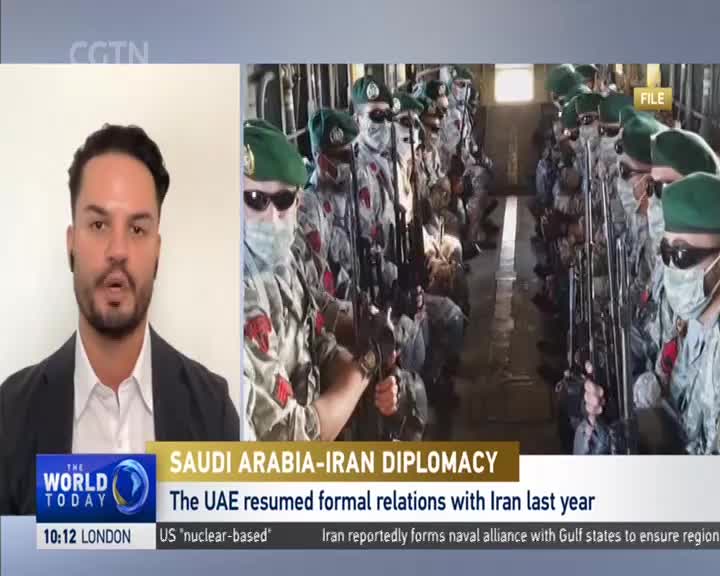 CGTN
FILE
SAUDI ARABIA-IRAN DIPLOMACY
THE
WORLD
TODAY
The UAE resumed formal relations with Iran last year
10:12 LONDON
US "nuclear-based" Iran reportedly forms naval alliance with Gulf states to ensure region